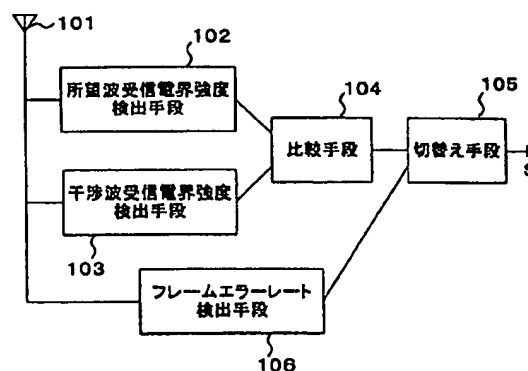 101
102
所望波受信電界強度
検出手段
104
105
比較手段
切替え手段
S
干渉波受信電界強度
検出手段
103
フレームエラーレート
検出手段
106